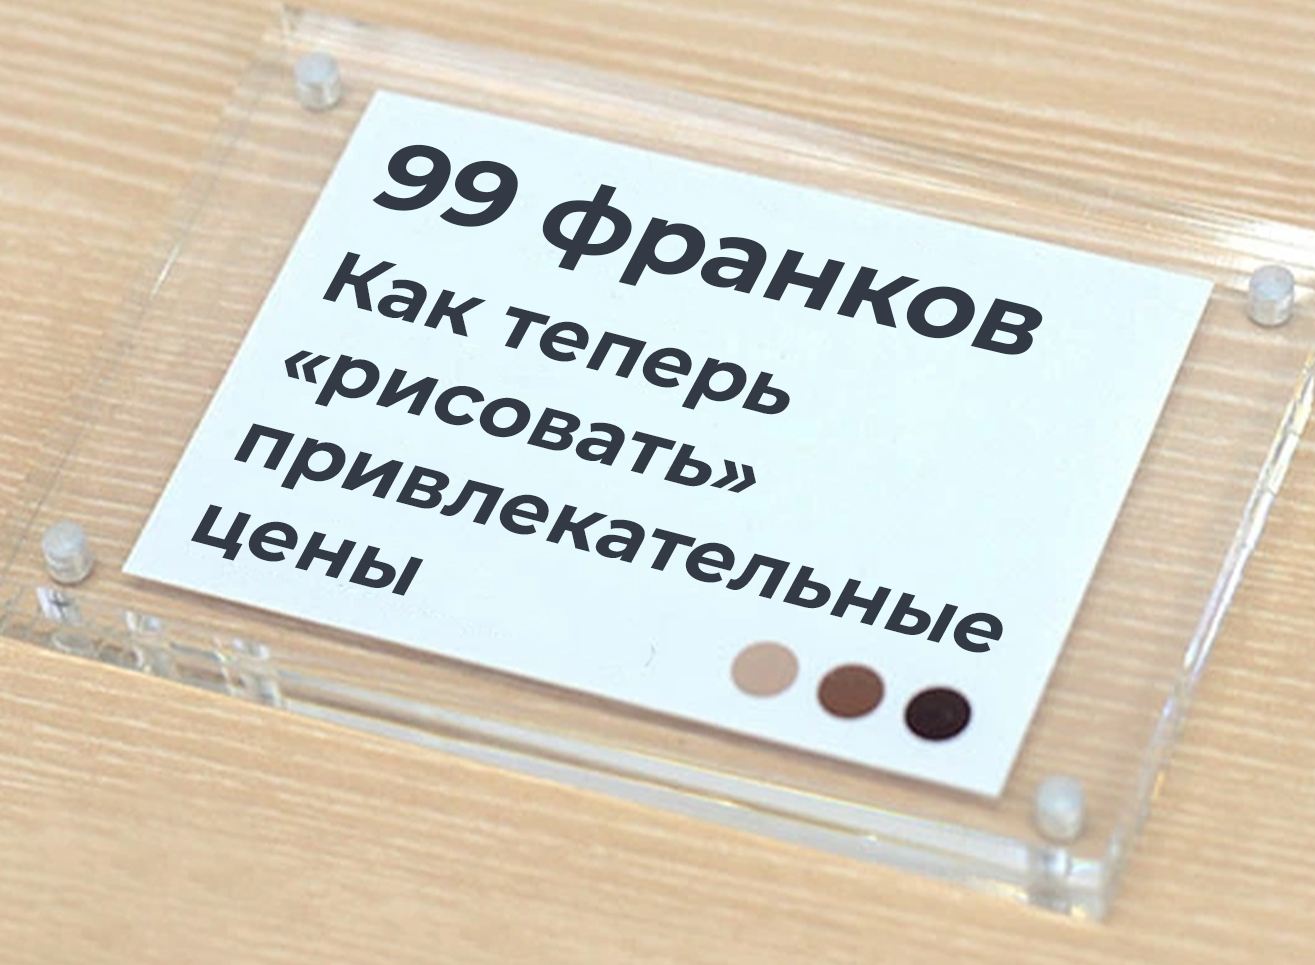 99 франков
Как теперь
«рисовать»
привлекательные
цены